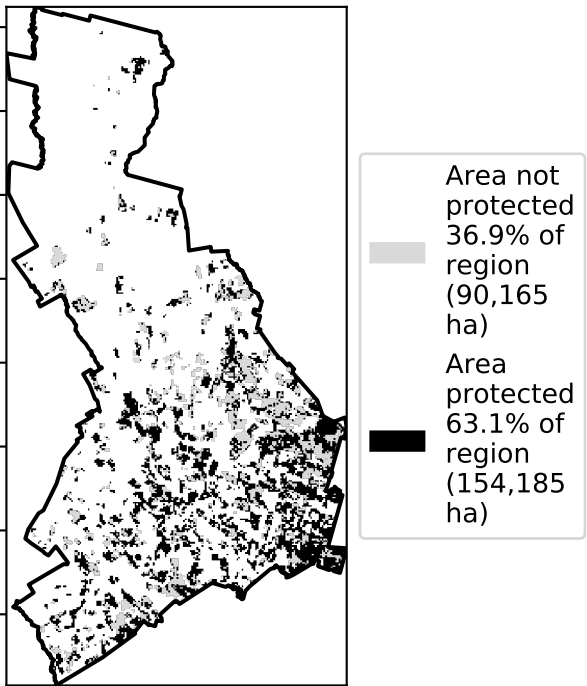 Area not
protected
36.9% of
region
(90,165
ha)
Area
protected
63.1% of
region
(154,185
ha)